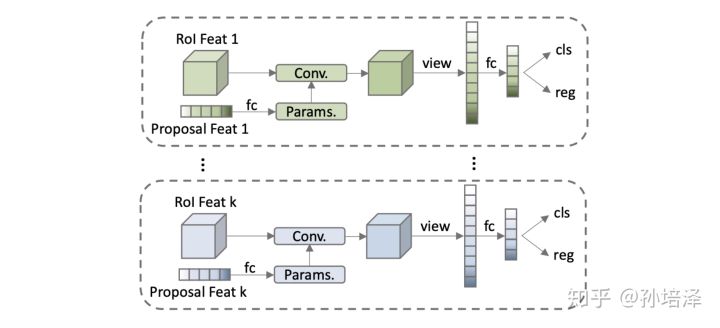 RoI Feat 1
Conv.
view
fc
cls
reg
fc
Params.
Proposal Feat 1
RoI Feat k
Conv.
view
fc
cls
reg
fc
Params.
Proposal Feat k
知乎 @孙培泽